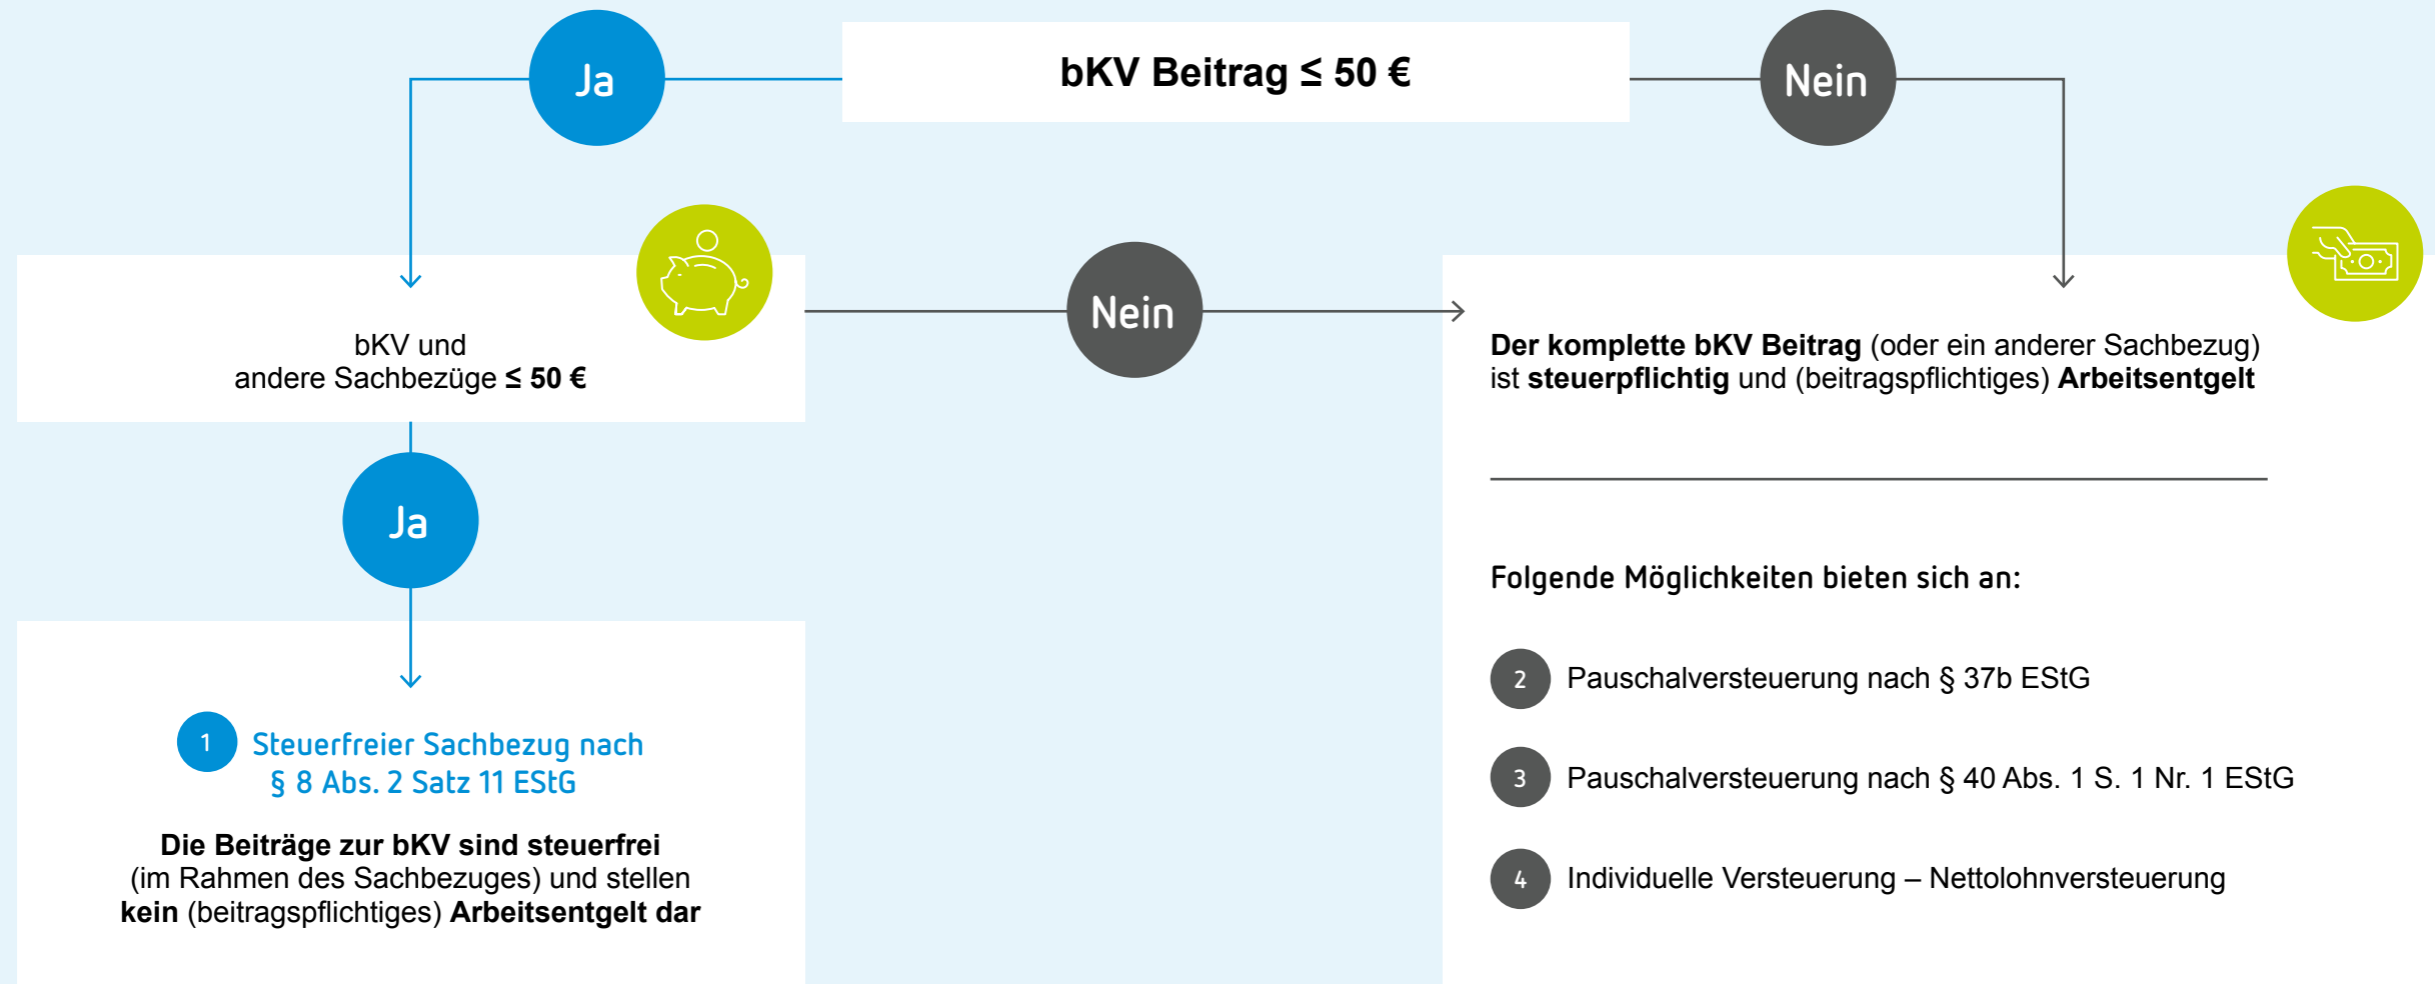 bKV Beitrag ≤ 50 €
Ja
Nein
bKV und
andere Sachbezüge ≤ 50 €
Nein
Ja
1
Steuerfreier Sachbezug nach
§ 8 Abs. 2 Satz 11 EStG
Die Beiträge zur bKV sind steuerfrei
(im Rahmen des Sachbezuges) und stellen
kein (beitragspflichtiges) Arbeitsentgelt dar
Der komplette bKV Beitrag (oder ein anderer Sachbezug)
ist steuerpflichtig und (beitragspflichtiges) Arbeitsentgelt
Folgende Möglichkeiten bieten sich an:
2 Pauschalversteuerung nach § 37b EStG
3 Pauschalversteuerung nach § 40 Abs. 1 S. 1 Nr. 1 EStG
4 Individuelle Versteuerung – Nettolohnversteuerung